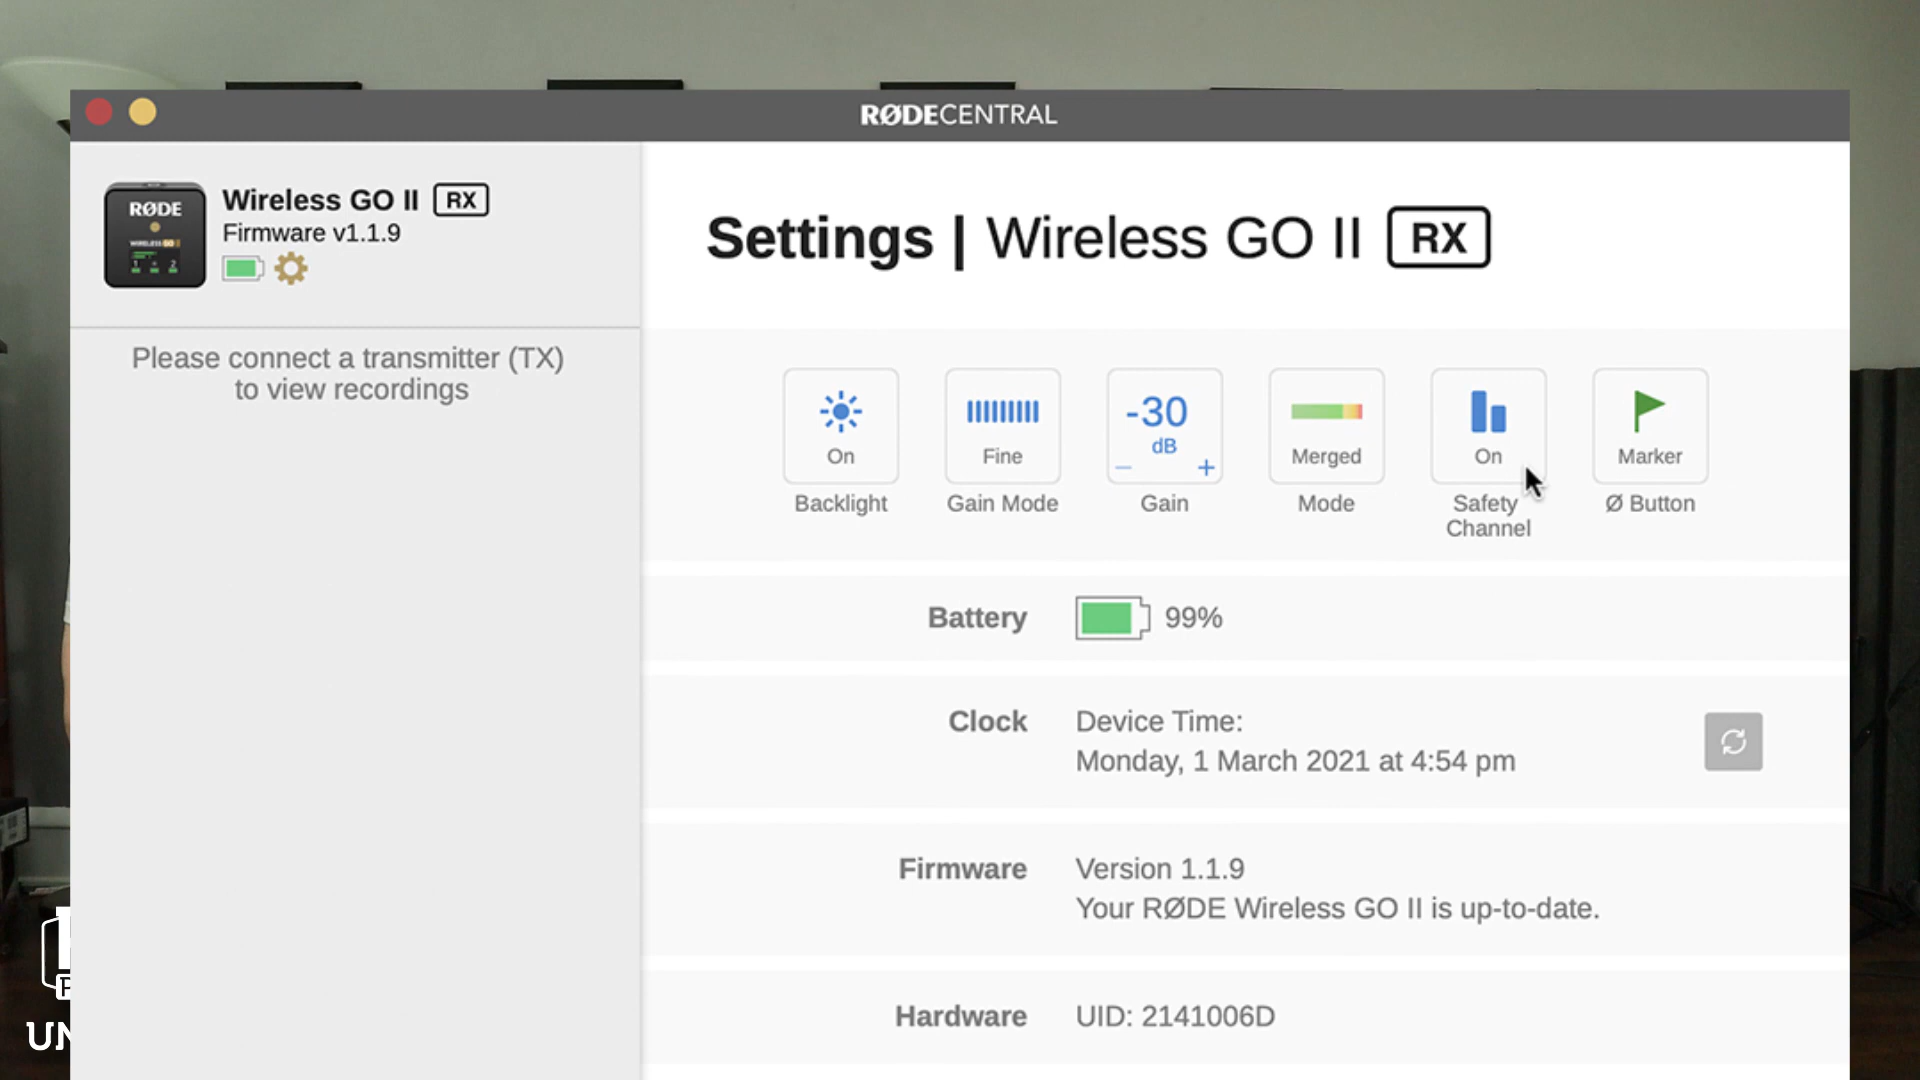 RØDECENTRAL
RØDE
Wireless GO II RX
Firmware v1.1.9
Please connect a transmitter (TX)
to view recordings
Settings | Wireless GO II RX
On
Backlight
Fine
Gain Mode
-30
dB
− +
Gain
Merged
Mode
On
Safety
Channel
Marker
Ø Button
Battery 99%
Clock Device Time:
Monday, 1 March 2021 at 4:54 pm
Firmware Version 1.1.9
Your RØDE Wireless GO II is up-to-date.
Hardware UID: 2141006D